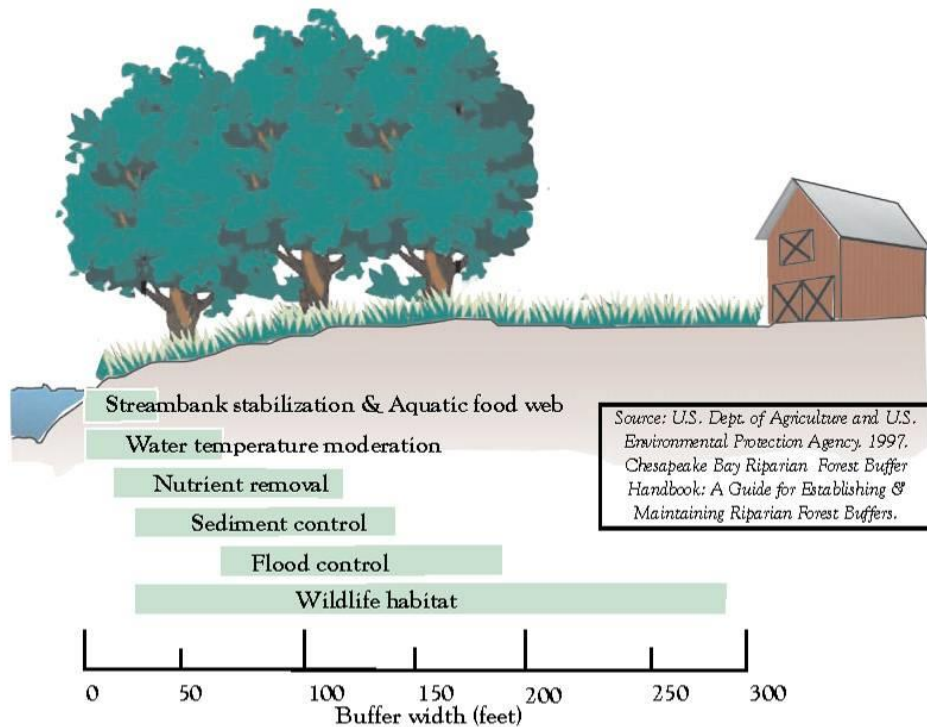 Streambank stabilization & Aquatic food web
Water temperature moderation
Nutrient removal
Sediment control
Flood control
Wildlife habitat
Source: U.S. Dept. of Agriculture and U.S.
Environmental Protection Agency. 1997.
Chesapeake Bay Riparian Forest Buffer
Handbook: A Guide for Establishing &
Maintaining Riparian Forest Buffers.
0 50 100 150 200 250 300
Buffer width (feet)